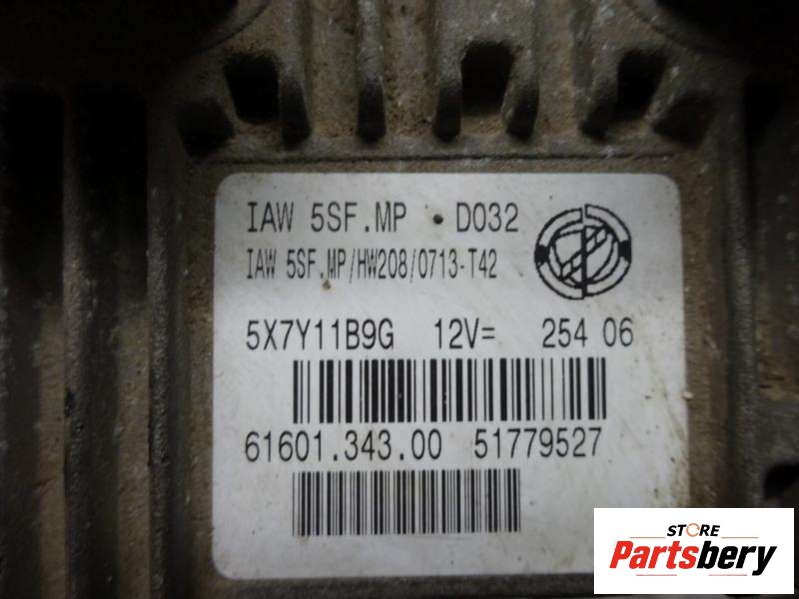 IAW 5SF.MP • D032
IAW 5SF.MP/HW208/0713-T42
5X7Y11B9G 12V= 254 06
61601.343.00 51779527
STORE
Partsbery